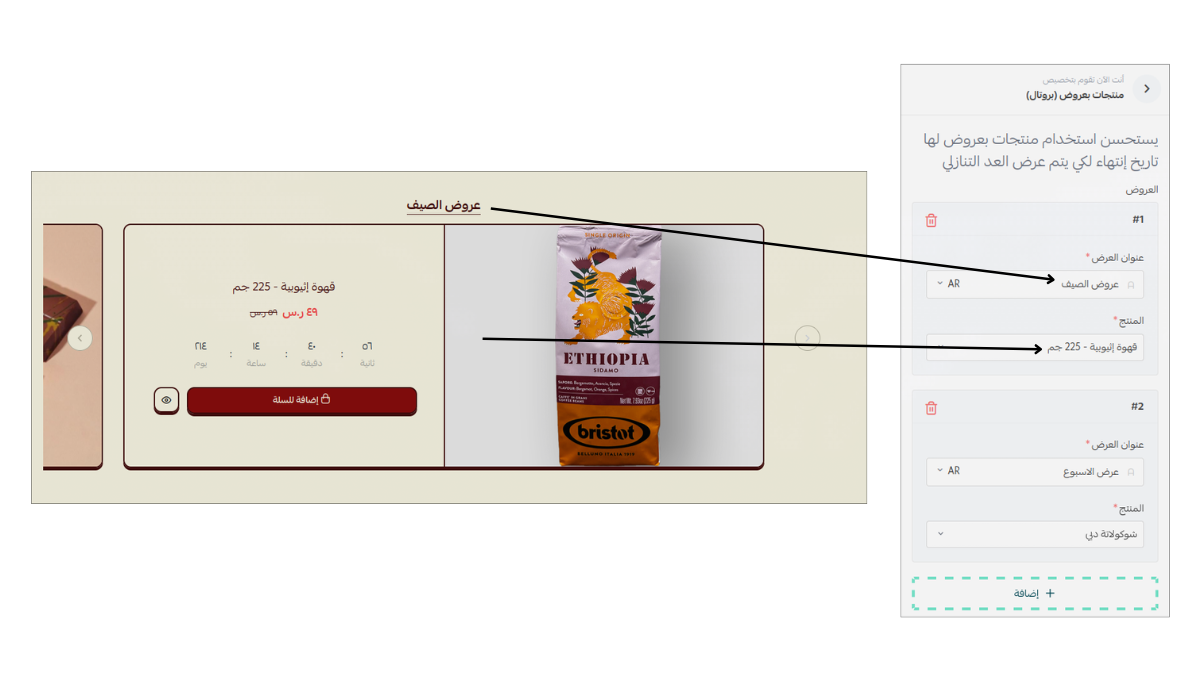 أنت الآن تقوم بتخصيص
منتجات بعروض (بروتال)
يستحسن استخدام منتجات بعروض لها
تاريخ إنتهاء لكي يتم عرض العد التنازلي
العروض
#1
عنوان العرض *
عروض الصيف AR
المنتج *
قهوة إثيوبية - 225 جم
#2
عنوان العرض *
عرض الاسبوع AR
المنتج *
شوكولاتة دبي
+ إضافة
عروض الصيف
SINGLE ORIGIN
ETHIOPIA
SIDAMO
bristot
BELLUNO ITALIA 1919
قهوة إثيوبية - 225 جم
٤٩ ر.س ٥٩ ر.س
٥٦ : ٤٠ : ١٤ : ٢١٤
ثانية دقيقة ساعة يوم
إضافة للسلة